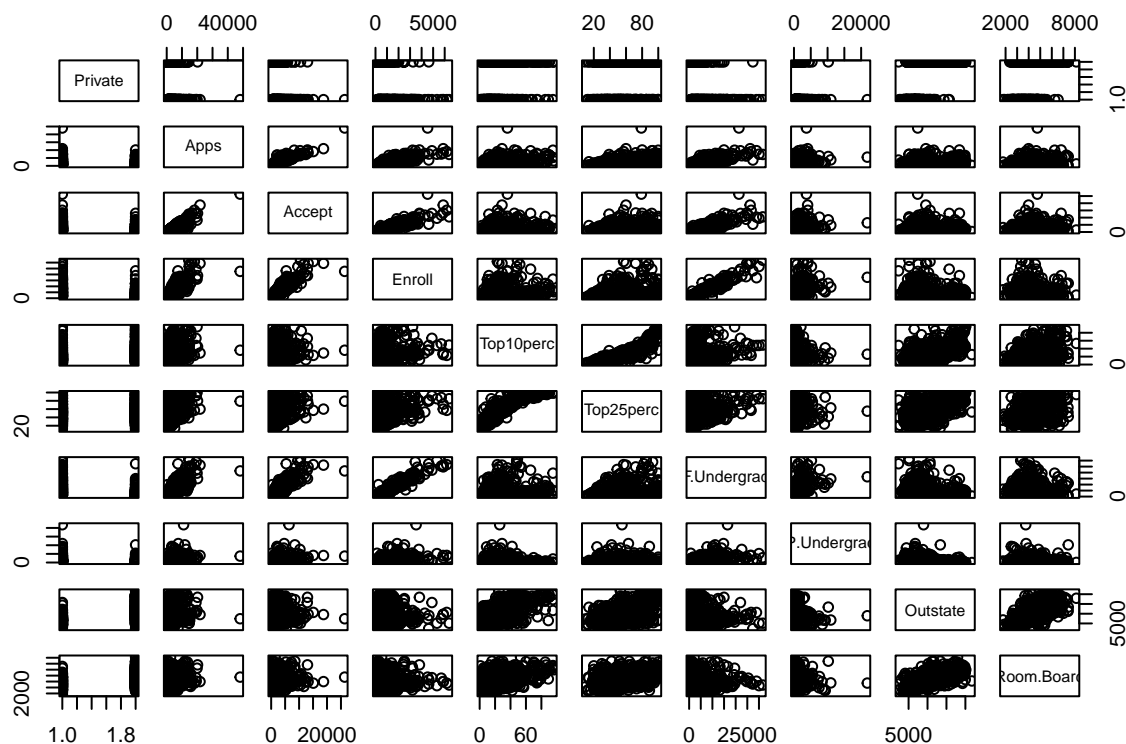 0 40000 0 5000 20 80 0 20000 2000 8000
Private
1.0
Apps
0
Accept
0
Enroll
0
Top10perc
0
Top25perc
20
F.Undergrad
0
P.Undergrad
0
Outstate
5000
Room.Board
2000
1.0 1.8 0 20000 0 60 0 25000 5000